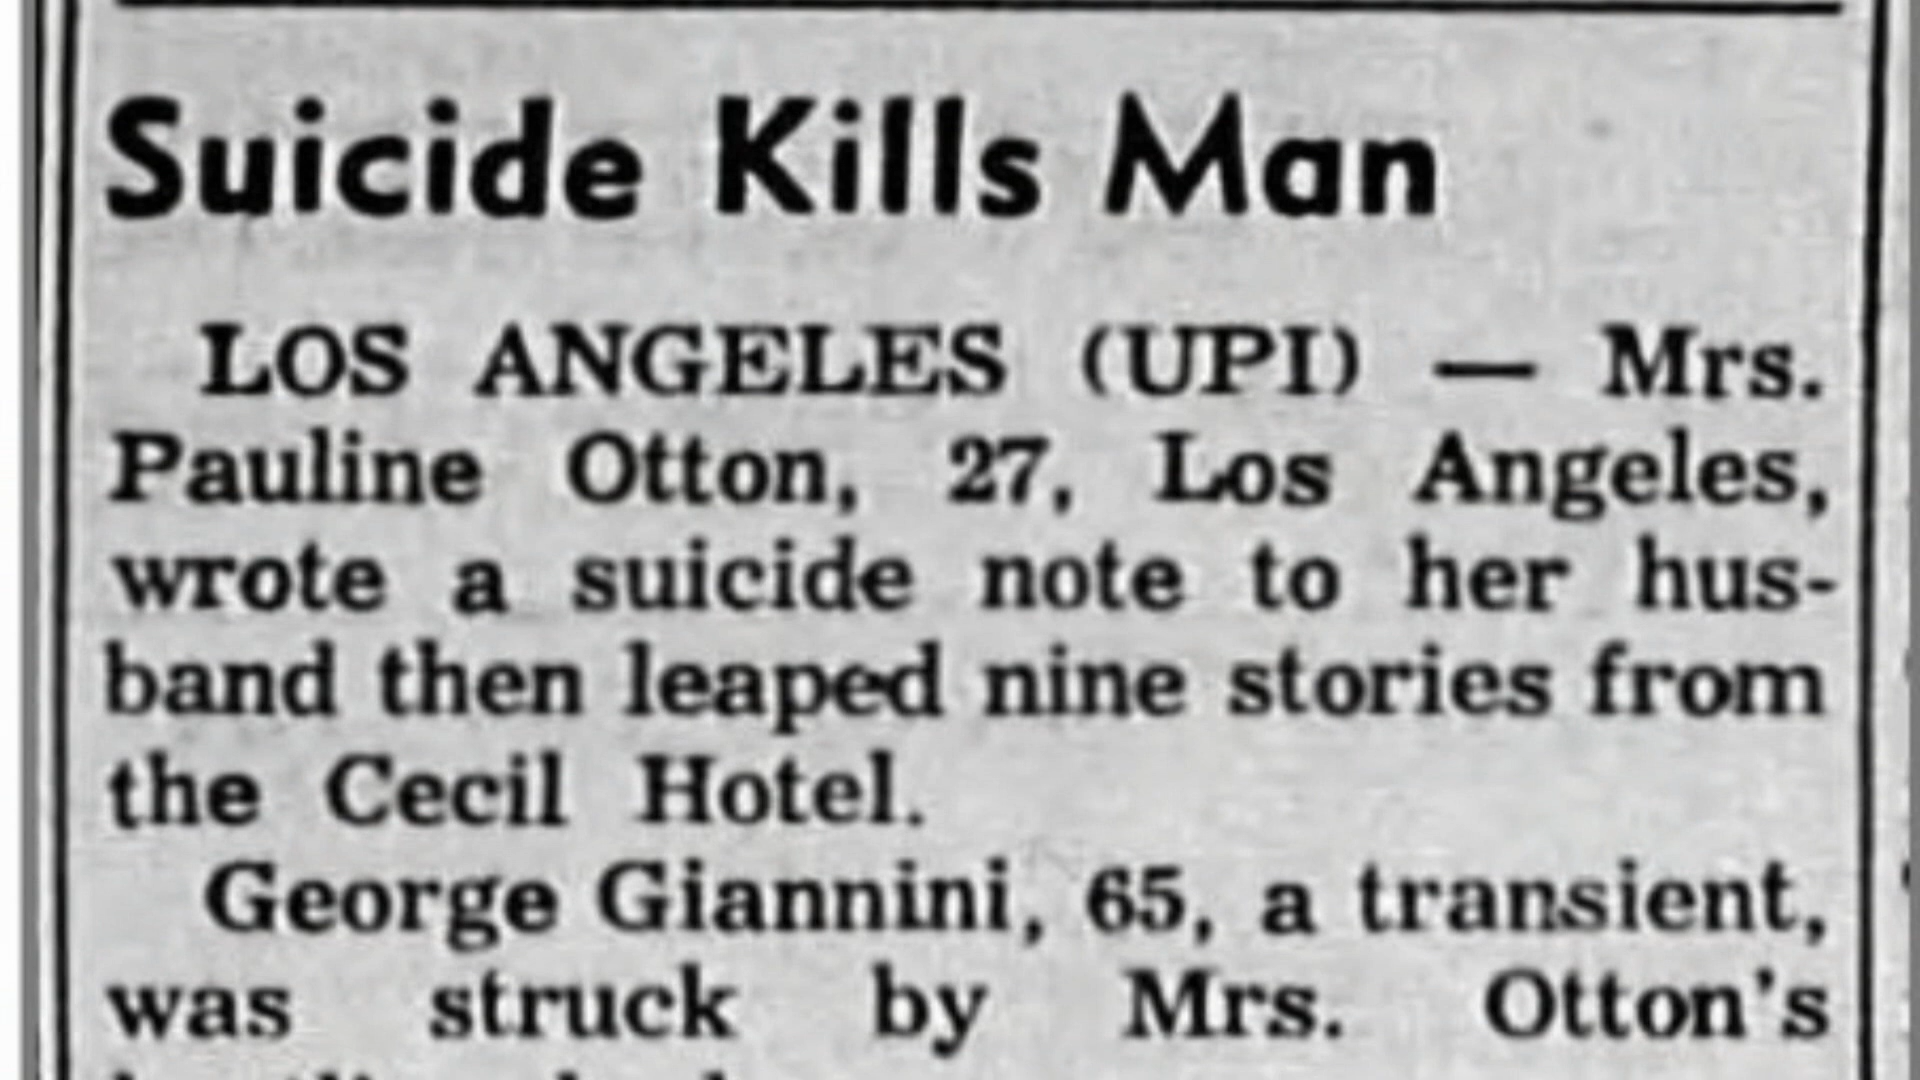 Suicide Kills Man
LOS ANGELES (UPI) — Mrs.
Pauline Otton, 27, Los Angeles,
wrote a suicide note to her hus-
band then leaped nine stories from
the Cecil Hotel.
George Giannini, 65, a transient,
was struck by Mrs. Otton's